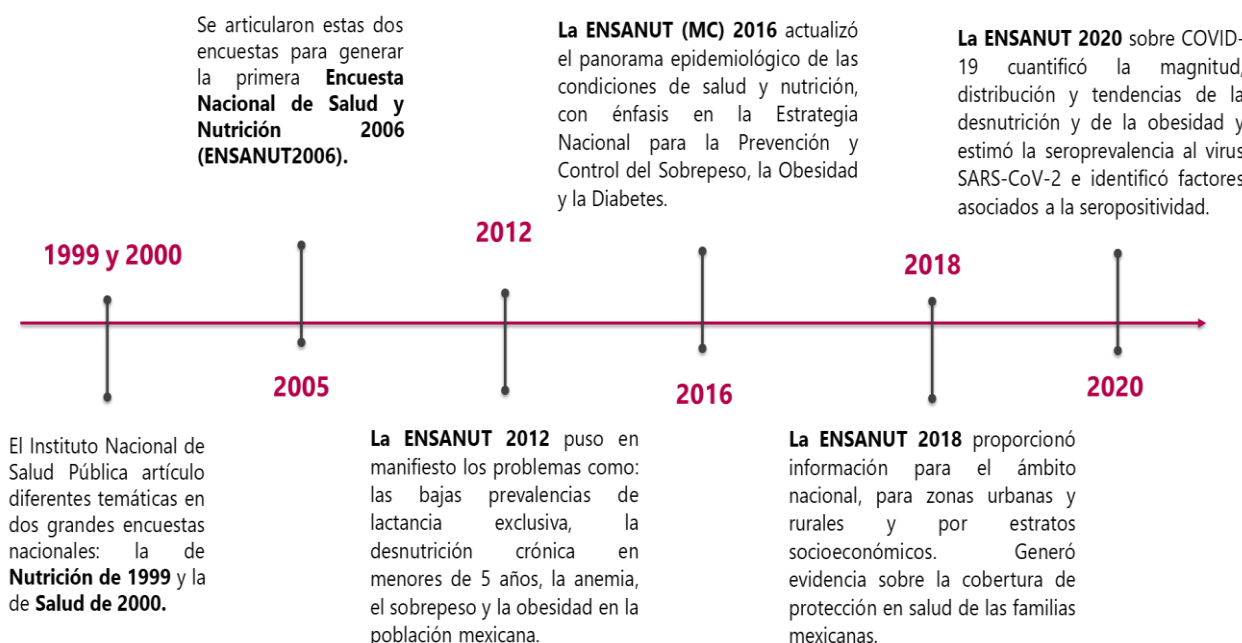 1999 y 2000
El Instituto Nacional de
Salud Pública artículo
diferentes temáticas en
dos grandes encuestas
nacionales: la de
Nutrición de 1999 y la
de Salud de 2000.
Se articularon estas dos
encuestas para generar
la primera Encuesta
Nacional de Salud y
Nutrición 2006
(ENSANUT2006).
2005
2012
La ENSANUT 2012 puso en
manifiesto los problemas como:
las bajas prevalencias de
lactancia exclusiva, la
desnutrición crónica en
menores de 5 años, la anemia,
el sobrepeso y la obesidad en la
población mexicana.
La ENSANUT (MC) 2016 actualizó
el panorama epidemiológico de las
condiciones de salud y nutrición,
con énfasis en la Estrategia
Nacional para la Prevención y
Control del Sobrepeso, la Obesidad
y la Diabetes.
2016
2018
La ENSANUT 2018 proporcionó
información para el ámbito
nacional, para zonas urbanas y
rurales y por estratos
socioeconómicos. Generó
evidencia sobre la cobertura de
protección en salud de las familias
mexicanas.
La ENSANUT 2020 sobre COVID-
19 cuantificó la magnitud,
distribución y tendencias de la
desnutrición y de la obesidad y
estimó la seroprevalencia al virus
SARS-CoV-2 e identificó factores
asociados a la seropositividad.
2020